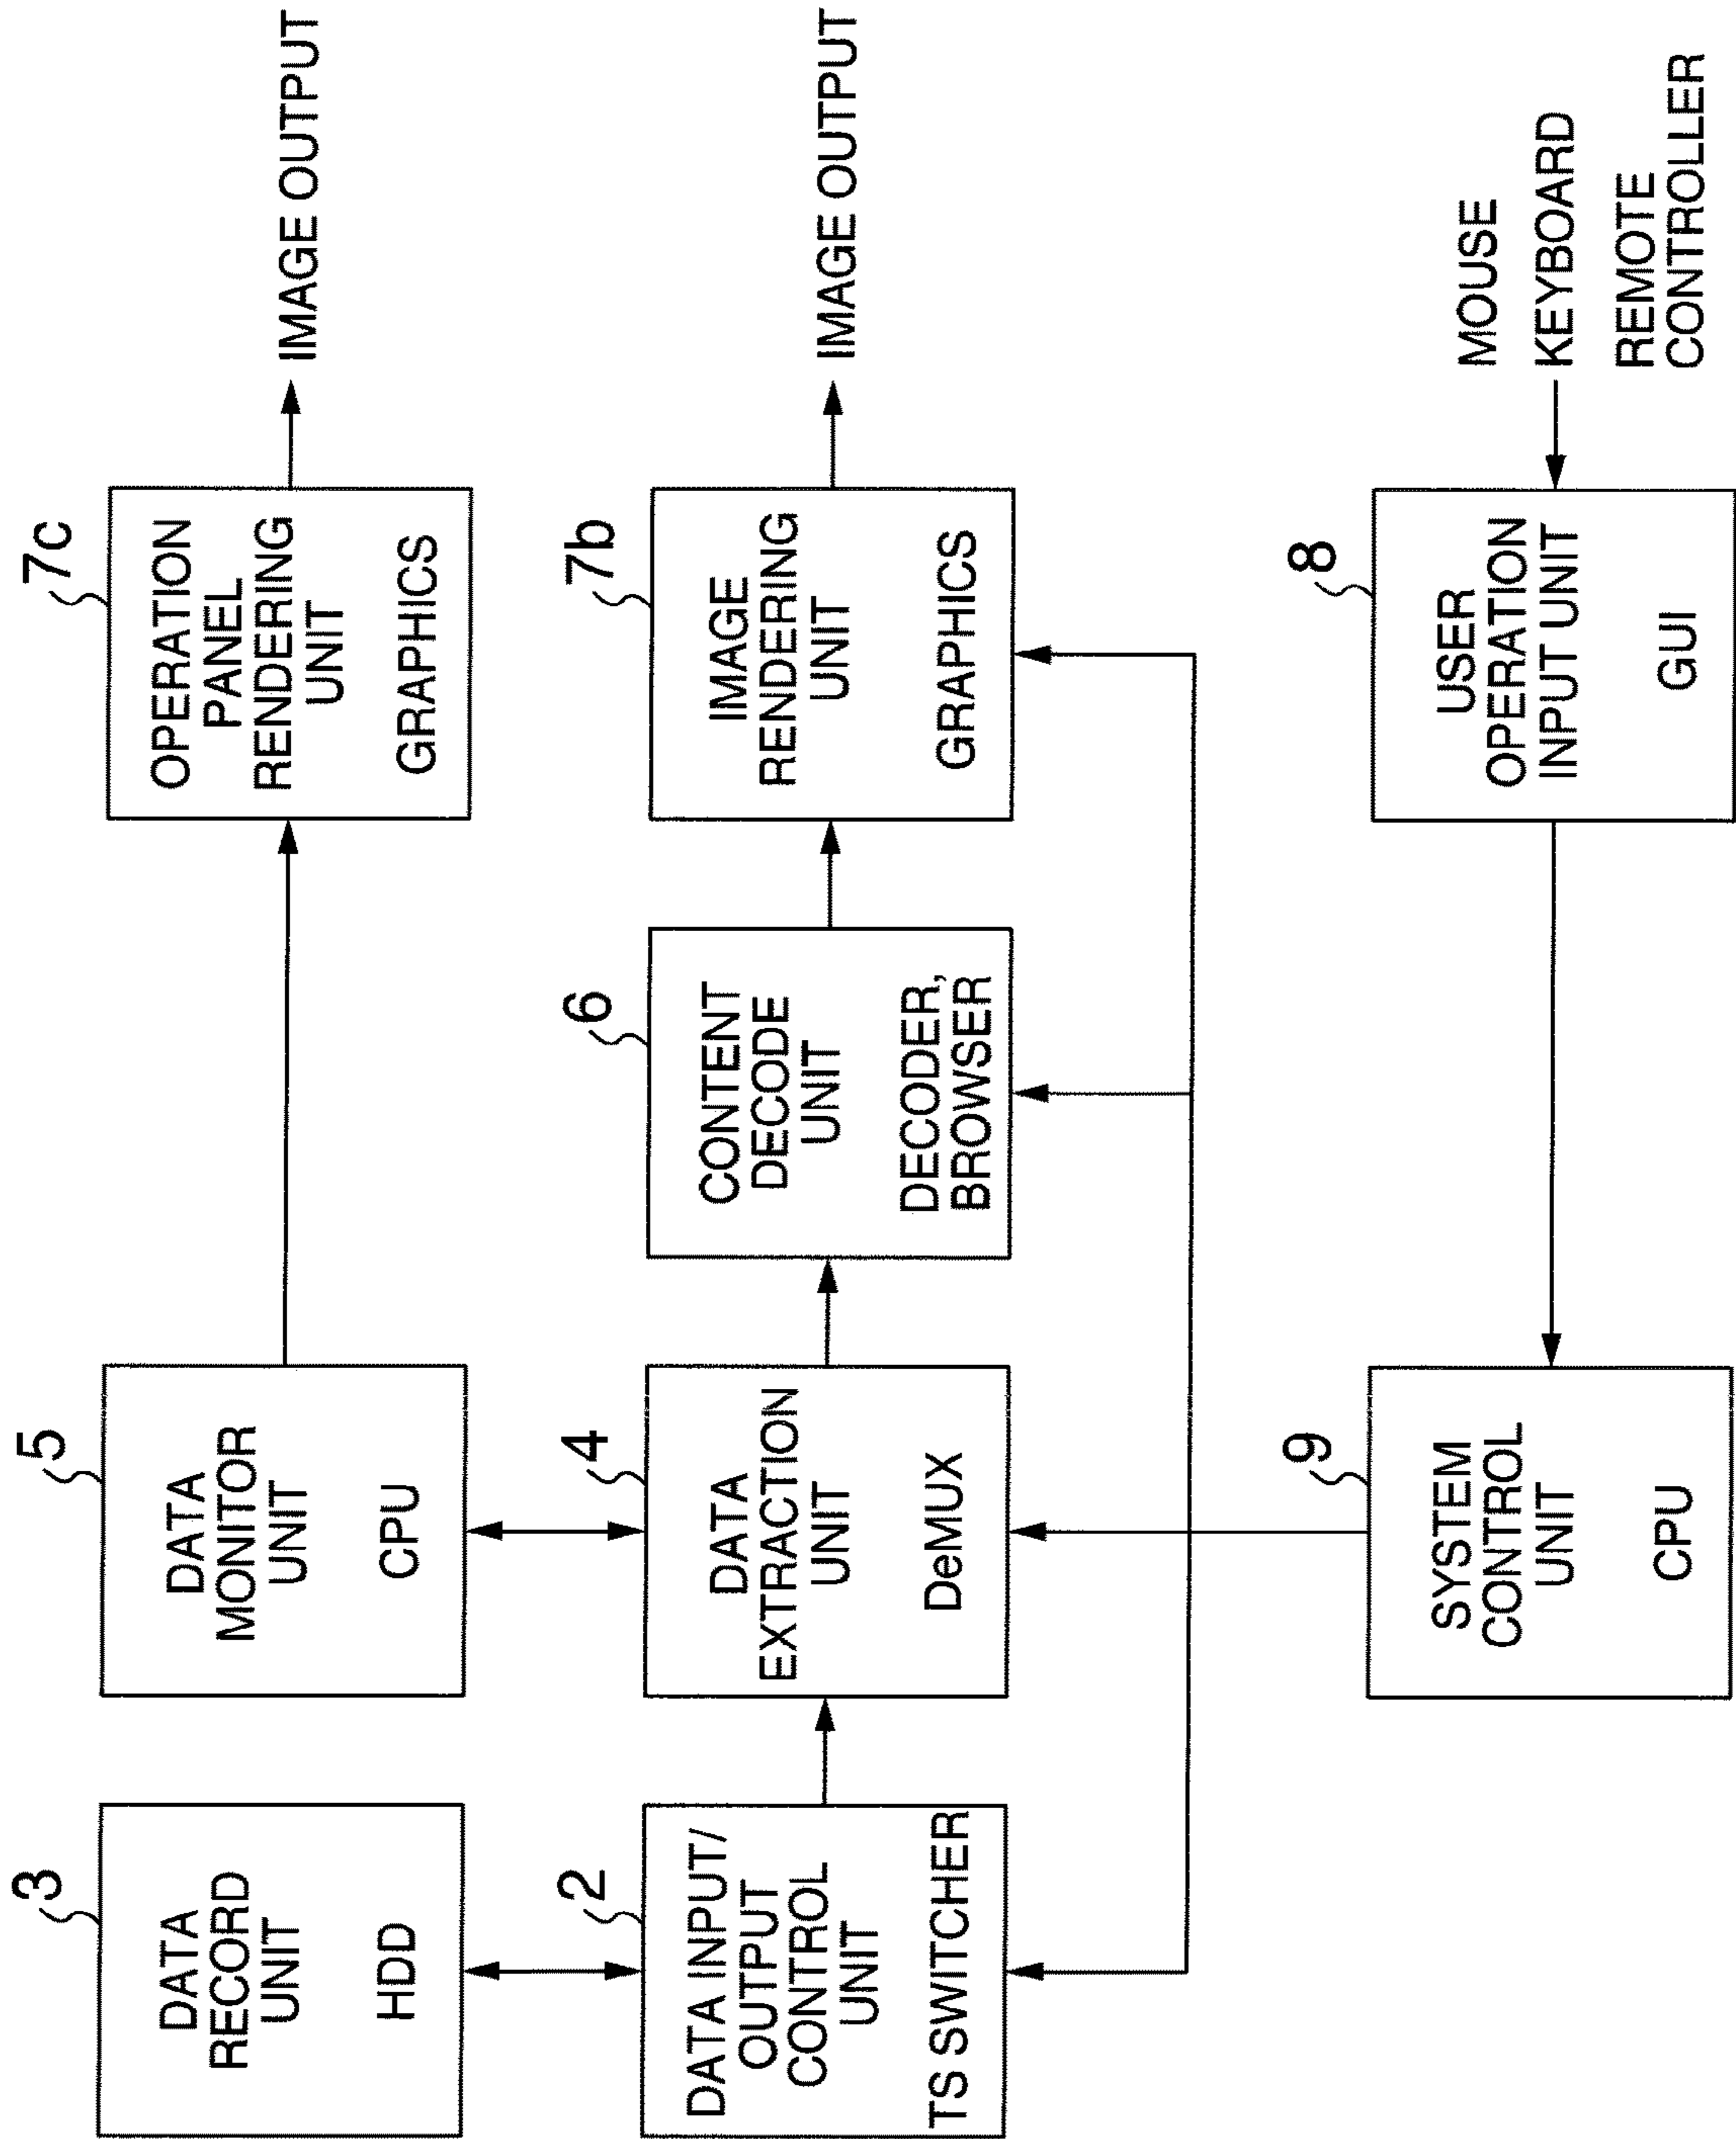 3
DATA
RECORD
UNIT
HDD
5
DATA
MONITOR
UNIT
CPU
7c
OPERATION
PANEL
RENDERING
UNIT
GRAPHICS
IMAGE OUTPUT
2
DATA INPUT/
OUTPUT
CONTROL
UNIT
TS SWITCHER
4
DATA
EXTRACTION
UNIT
DeMUX
6
CONTENT
DECODE
UNIT
DECODER,
BROWSER
7b
IMAGE
RENDERING
UNIT
GRAPHICS
IMAGE OUTPUT
9
SYSTEM
CONTROL
UNIT
CPU
8
USER
OPERATION
INPUT UNIT
GUI
MOUSE
KEYBOARD
REMOTE
CONTROLLER